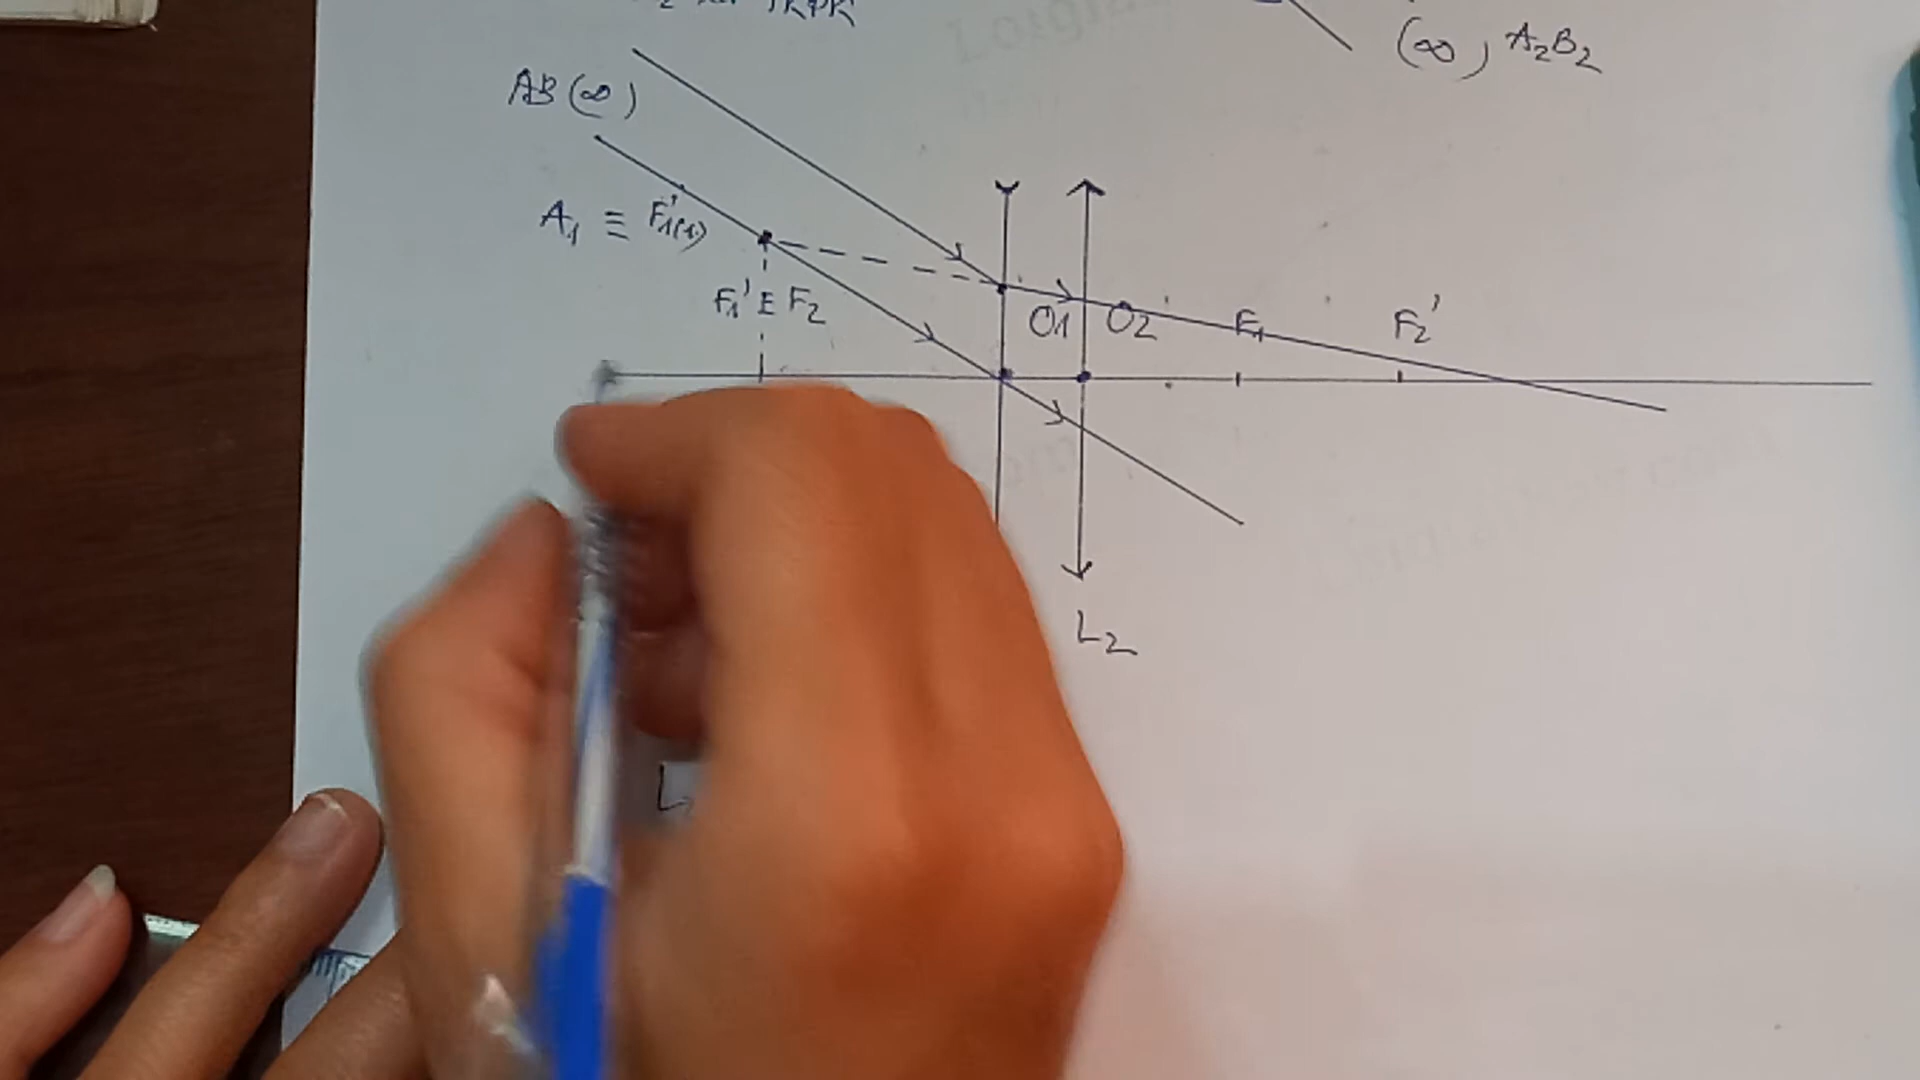 (∞), A₂B₂
AB (∞)
A₁ ≡ F₁'(₁)
F₁' ≡ F₂
O1
O2
F₁
F₂'
L₂